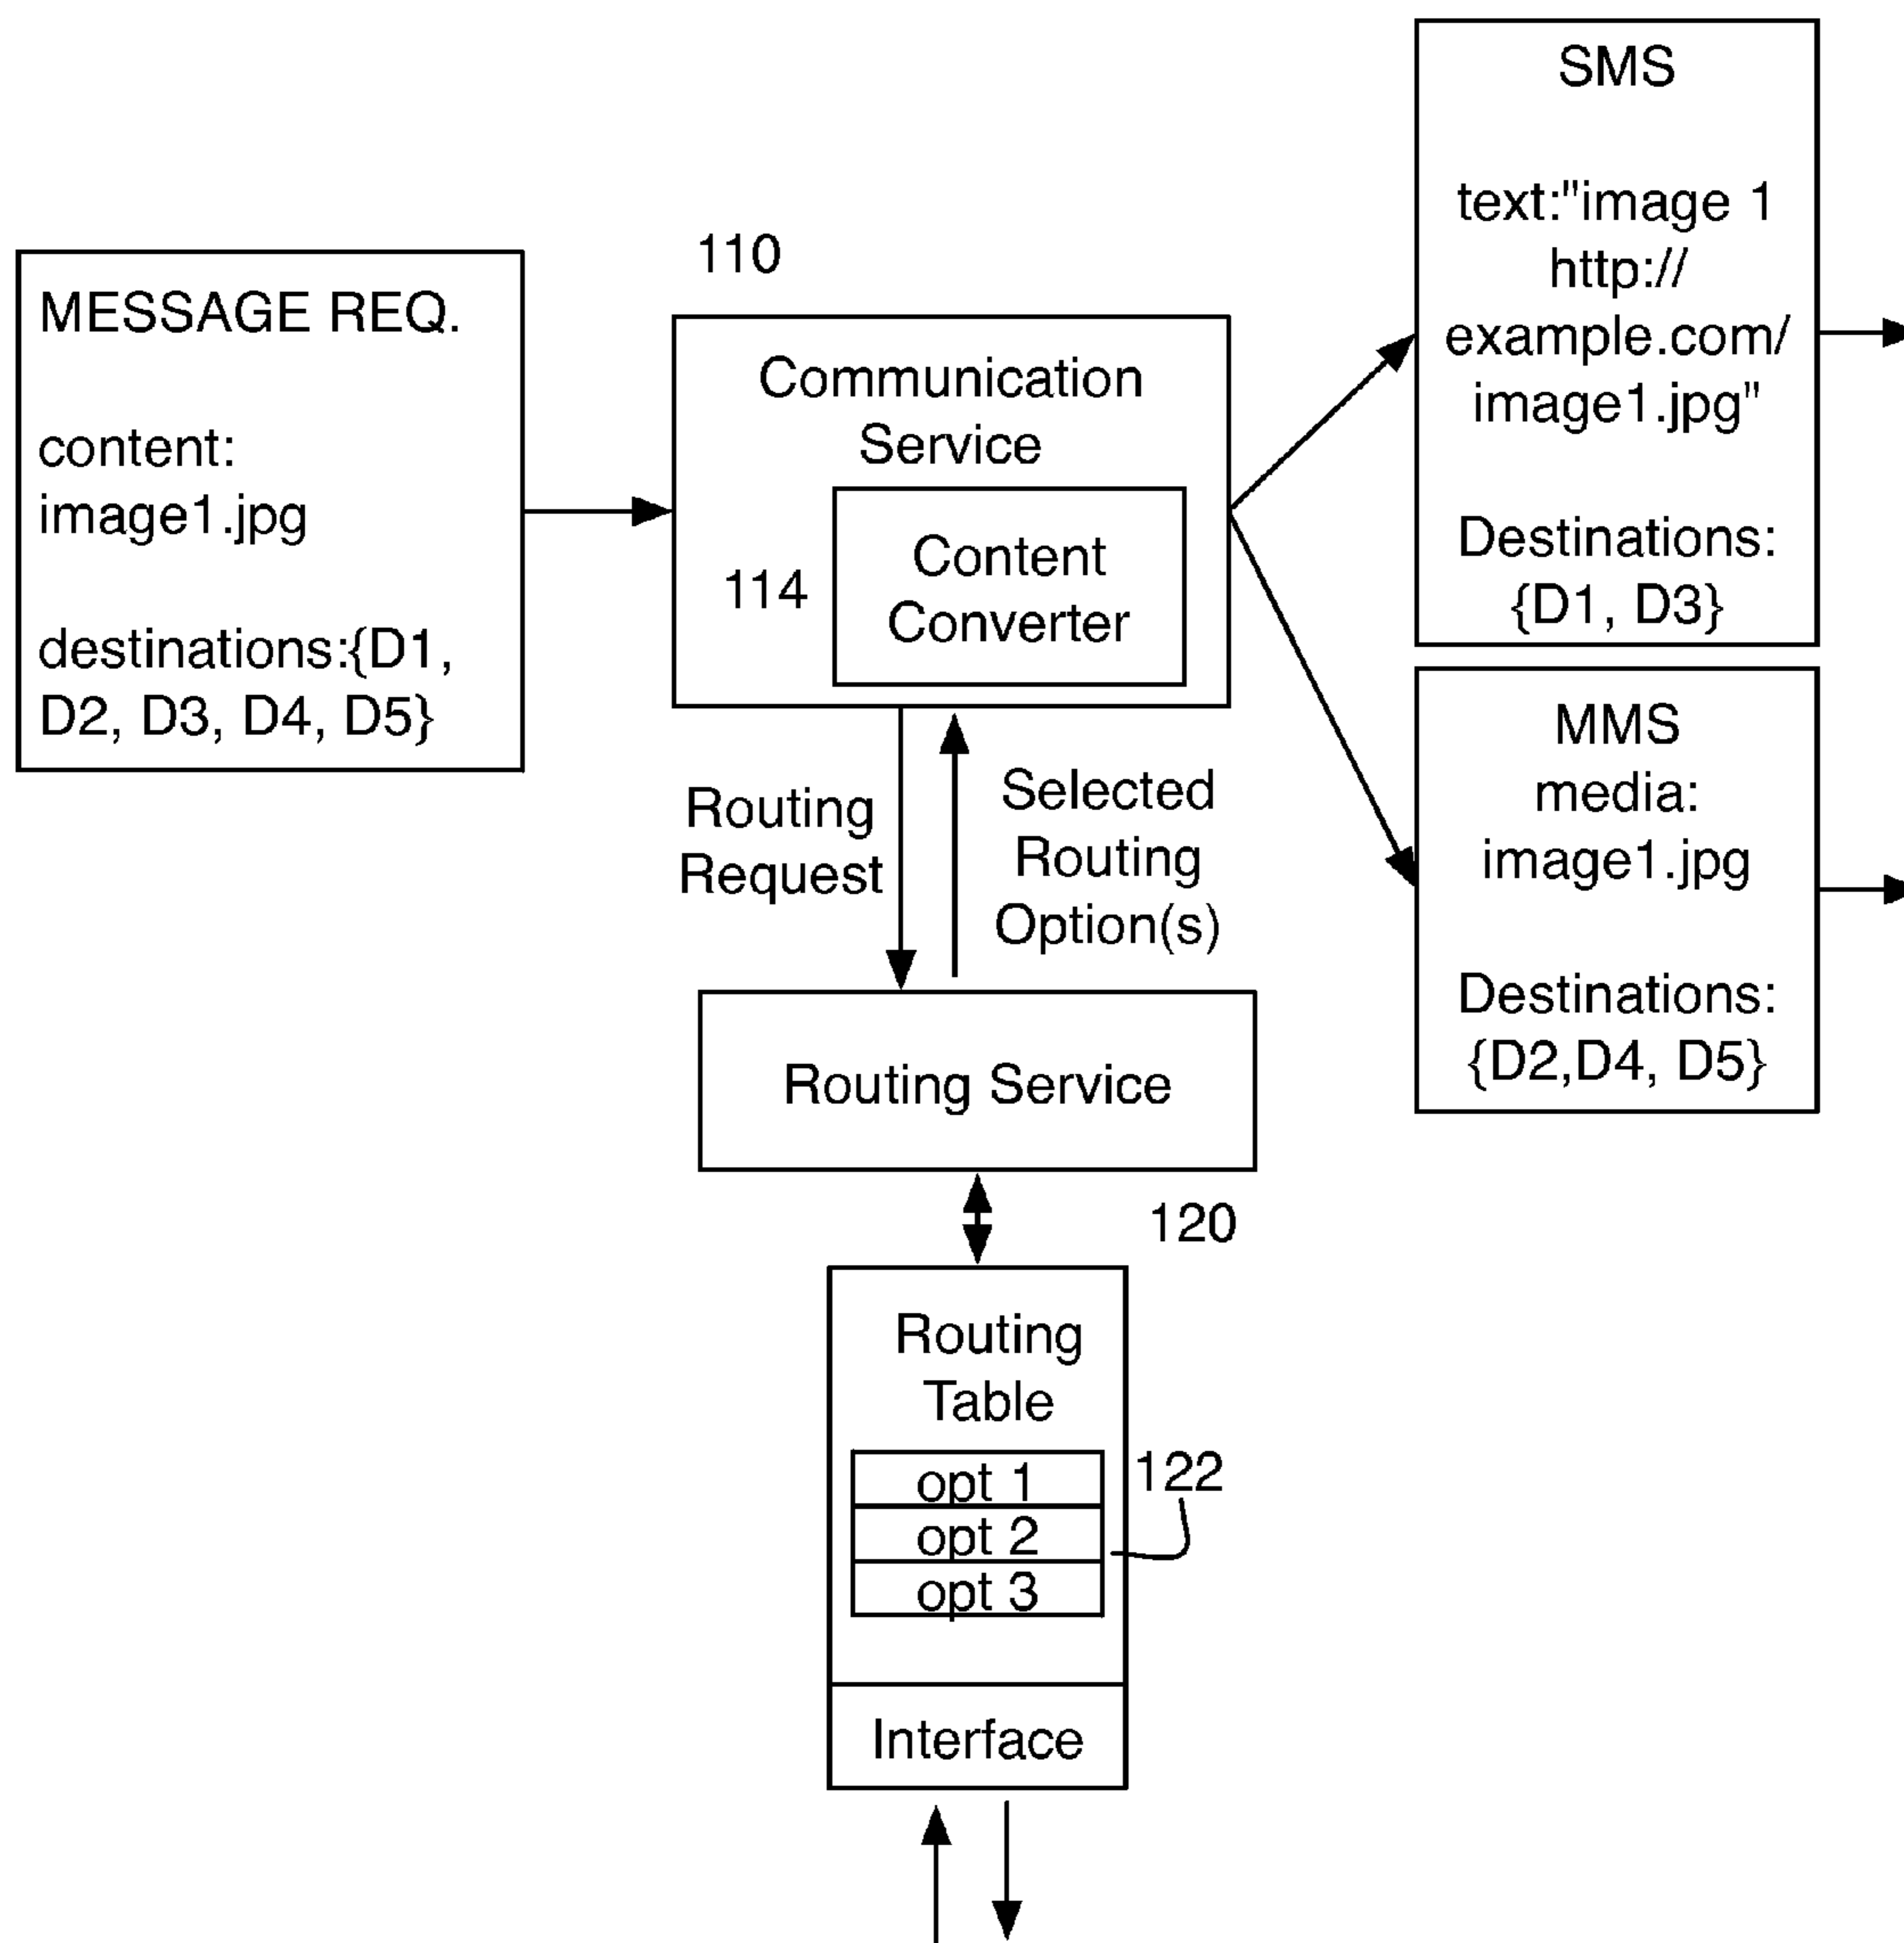 MESSAGE REQ.
content:
image1.jpg
destinations:{D1,
D2, D3, D4, D5}
110
Communication
Service
114
Content
Converter
SMS
text:"image 1
http://
example.com/
image1.jpg"
Destinations:
{D1, D3}
MMS
media:
image1.jpg
Destinations:
{D2,D4, D5}
Routing
Request
Selected
Routing
Option(s)
Routing Service
120
Routing
Table
opt 1
opt 2
opt 3
122
Interface